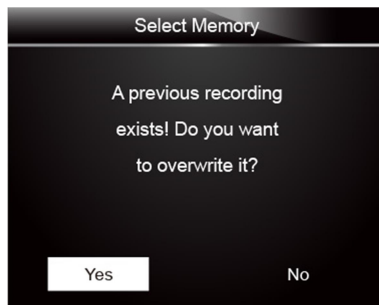 Select Memory
A previous recording
exists! Do you want
to overwrite it?
Yes No